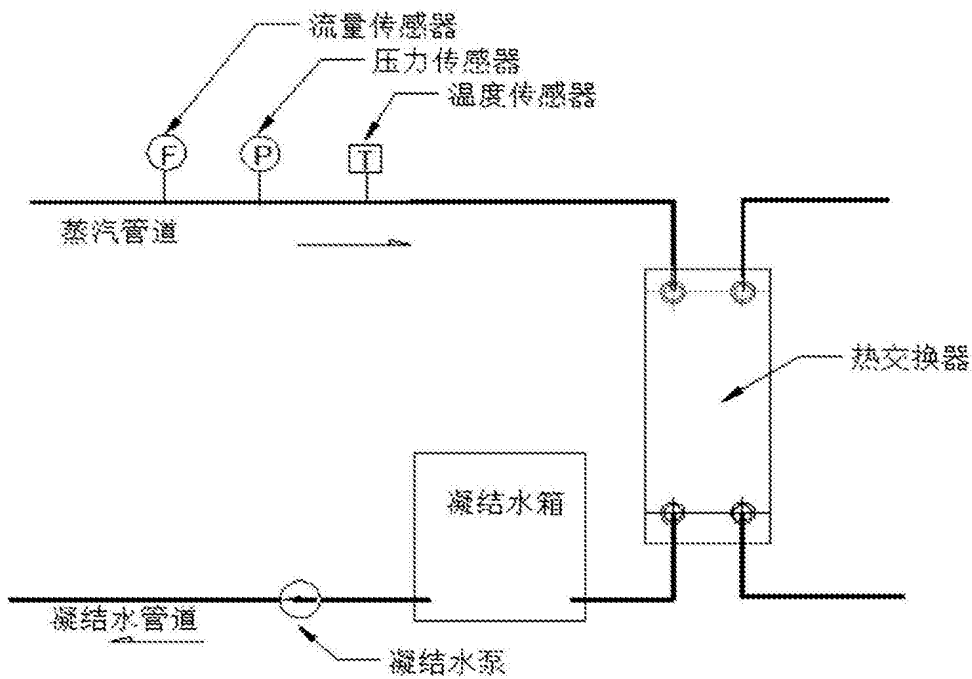 流量传感器
压力传感器
温度传感器
F
P
T
蒸汽管道
热交换器
凝结水箱
凝结水管道
凝结水泵